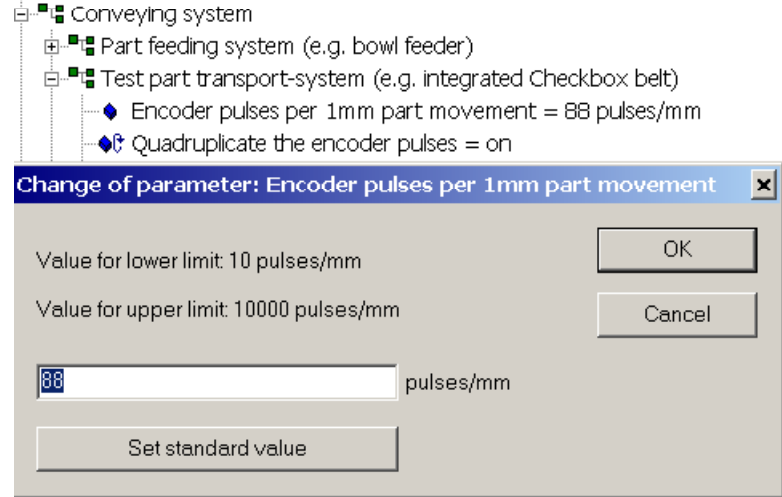 Conveying system
Part feeding system (e.g. bowl feeder)
Test part transport-system (e.g. integrated Checkbox belt)
Encoder pulses per 1mm part movement = 88 pulses/mm
Quadruplicate the encoder pulses = on
Change of parameter: Encoder pulses per 1mm part movement
Value for lower limit: 10 pulses/mm
OK
Value for upper limit: 10000 pulses/mm
Cancel
88 pulses/mm
Set standard value